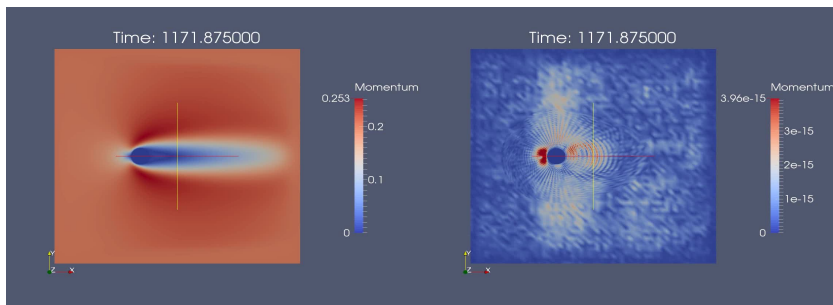 Time: 1171.875000
Momentum
0.253
0.2
0.1
0
Y
Z X
Time: 1171.875000
Momentum
3.96e-15
3e-15
2e-15
1e-15
0
Y
Z X